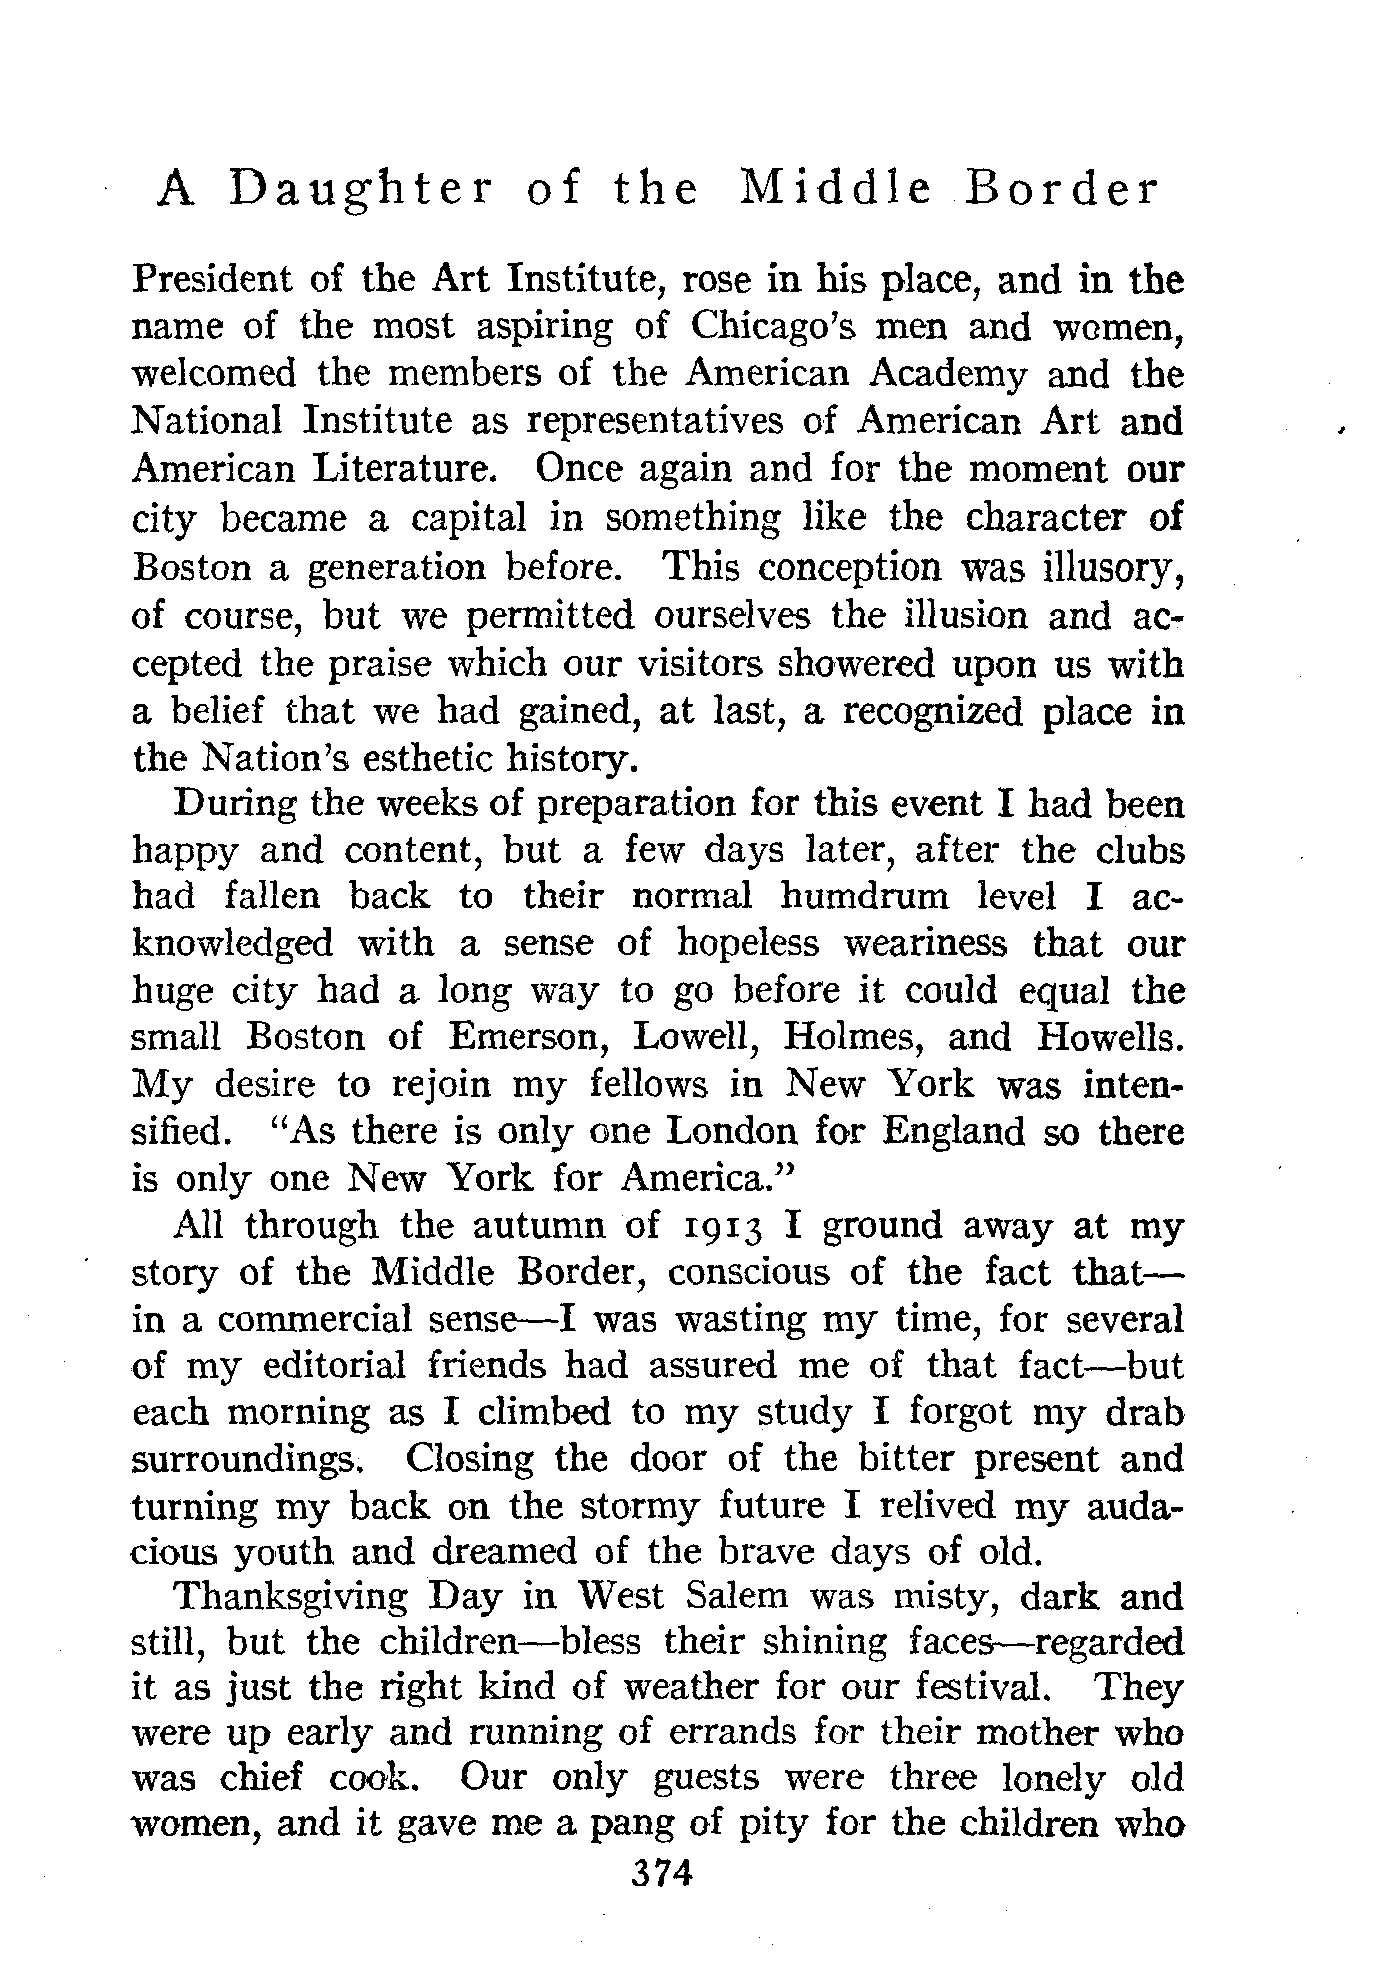 A Daughter of the Middle Border
President of the Art Institute, rose in his place, and in the
name of the most aspiring of Chicago's men and women,
welcomed the members of the American Academy and the
National Institute as representatives of American Art and
American Literature. Once again and for the moment our
city became a capital in something like the character of
Boston a generation before. This conception was illusory,
of course, but we permitted ourselves the illusion and ac-
cepted the praise which our visitors showered upon us with
a belief that we had gained, at last, a recognized place in
the Nation's esthetic history.
During the weeks of preparation for this event I had been
happy and content, but a few days later, after the clubs
had fallen back to their normal humdrum level I ac-
knowledged with a sense of hopeless weariness that our
huge city had a long way to go before it could equal the
small Boston of Emerson, Lowell, Holmes, and Howells.
My desire to rejoin my fellows in New York was inten-
sified. "As there is only one London for England so there
is only one New York for America."
All through the autumn of 1913 I ground away at my
story of the Middle Border, conscious of the fact that—
in a commercial sense—I was wasting my time, for several
of my editorial friends had assured me of that fact—but
each morning as I climbed to my study I forgot my drab
surroundings. Closing the door of the bitter present and
turning my back on the stormy future I relived my auda-
cious youth and dreamed of the brave days of old.
Thanksgiving Day in West Salem was misty, dark and
still, but the children—bless their shining faces—regarded
it as just the right kind of weather for our festival. They
were up early and running of errands for their mother who
was chief cook. Our only guests were three lonely old
women, and it gave me a pang of pity for the children who
374